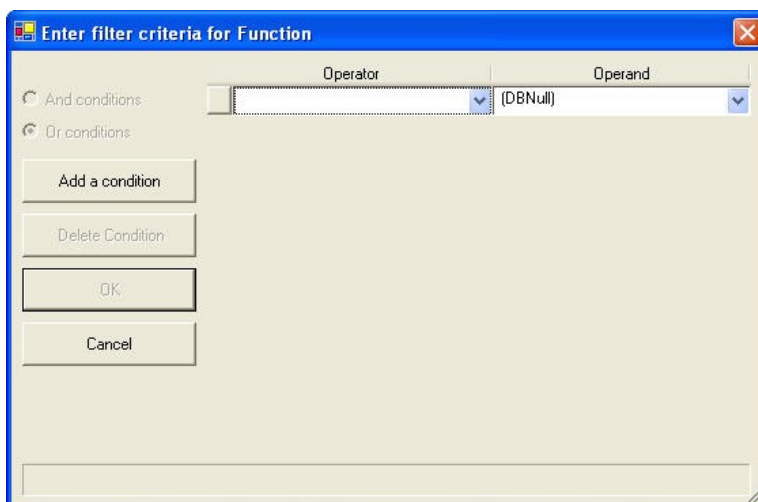 Enter filter criteria for Function
Operator Operand
And conditions
(DBNull)
Or conditions
Add a condition
Delete Condition
OK
Cancel